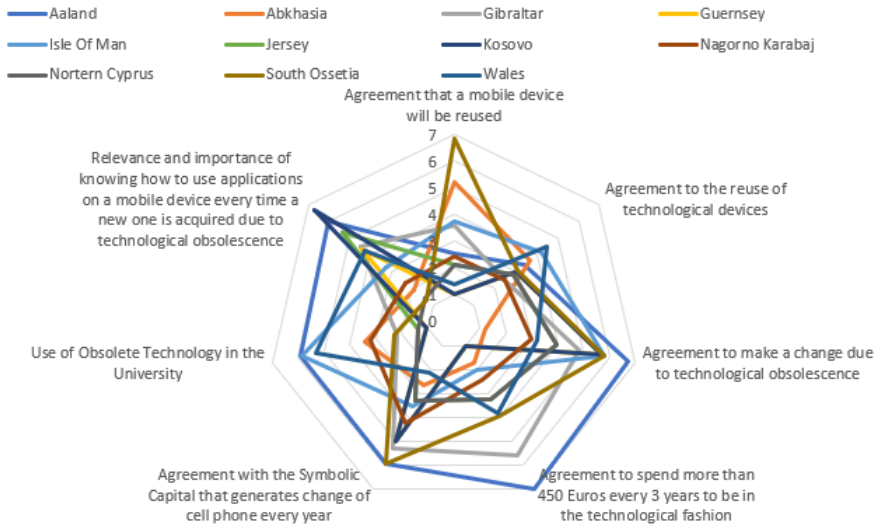 Aaland Abkhasia Gibraltar Guernsey
Isle Of Man Jersey Kosovo Nagorno Karabaj
Nortern Cyprus South Ossetia Wales
Agreement that a mobile device
will be reused
7
6
5
4
3
2
1
0
Relevance and importance of
knowing how to use applications
on a mobile device every time a
new one is acquired due to
technological obsolescence
Agreement to the reuse of
technological devices
Use of Obsolete Technology in the
University
Agreement to make a change due
to technological obsolescence
Agreement with the Symbolic
Capital that generates change of
cell phone every year
Agreement to spend more than
450 Euros every 3 years to be in
the technological fashion